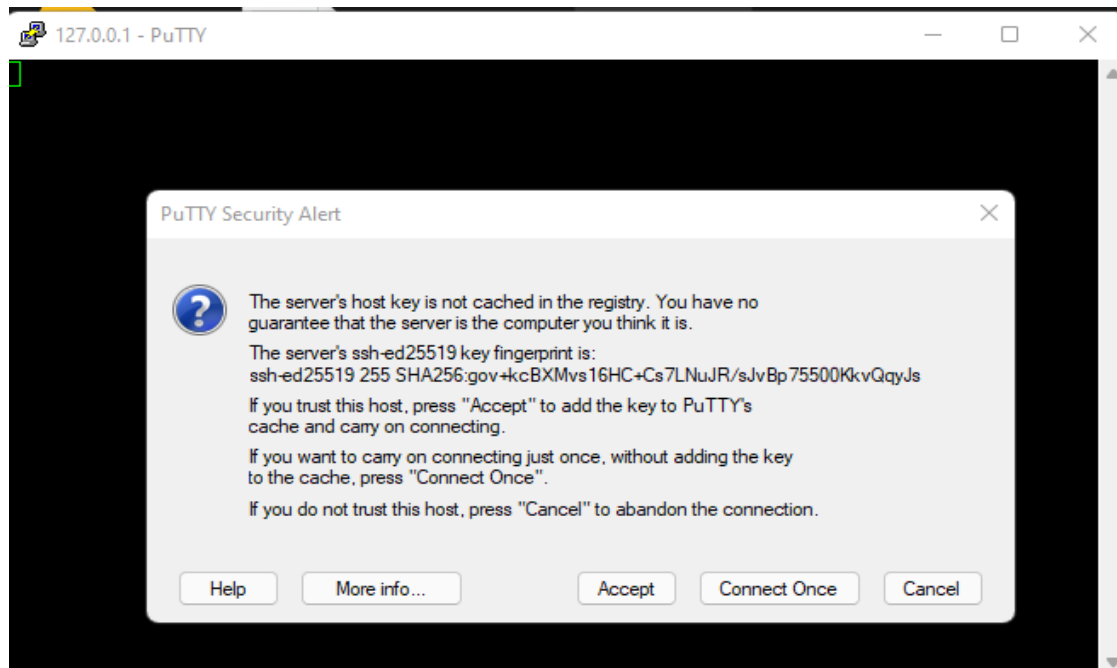 127.0.0.1 - PuTTY
PuTTY Security Alert
The server's host key is not cached in the registry. You have no
guarantee that the server is the computer you think it is.
The server's ssh-ed25519 key fingerprint is:
ssh-ed25519 255 SHA256:gov+kcBXMvs16HC+Cs7LNuJR/sJvBp75500KkvQqyJs
If you trust this host, press "Accept" to add the key to PuTTY's
cache and carry on connecting.
If you want to carry on connecting just once, without adding the key
to the cache, press "Connect Once".
If you do not trust this host, press "Cancel" to abandon the connection.
Help
More info...
Accept
Connect Once
Cancel